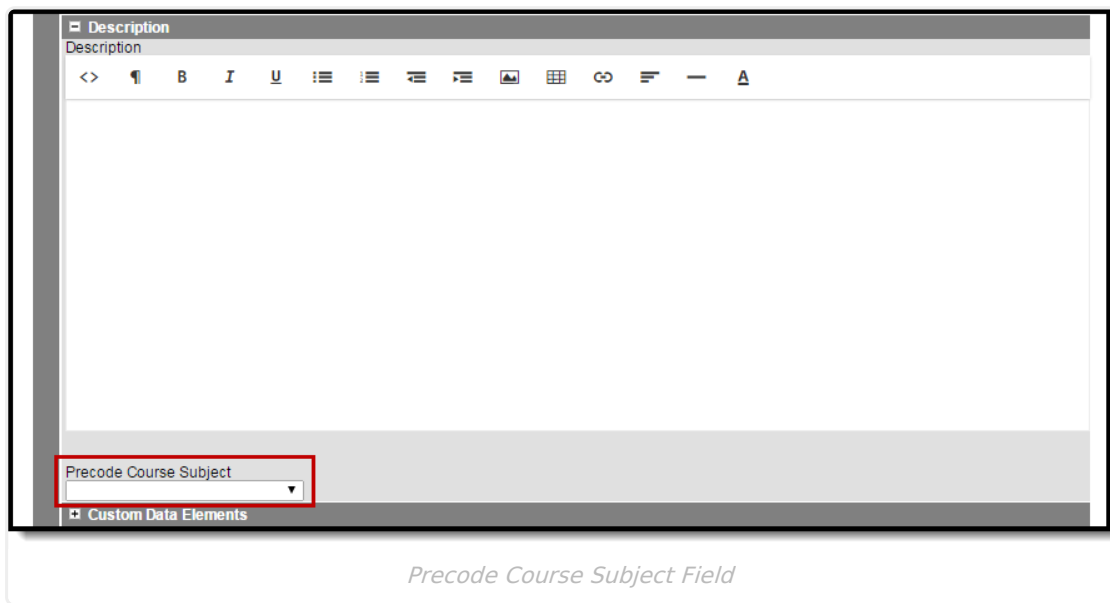 Description
Description
<> ¶ B I U A
Precode Course Subject
Custom Data Elements
Precode Course Subject Field